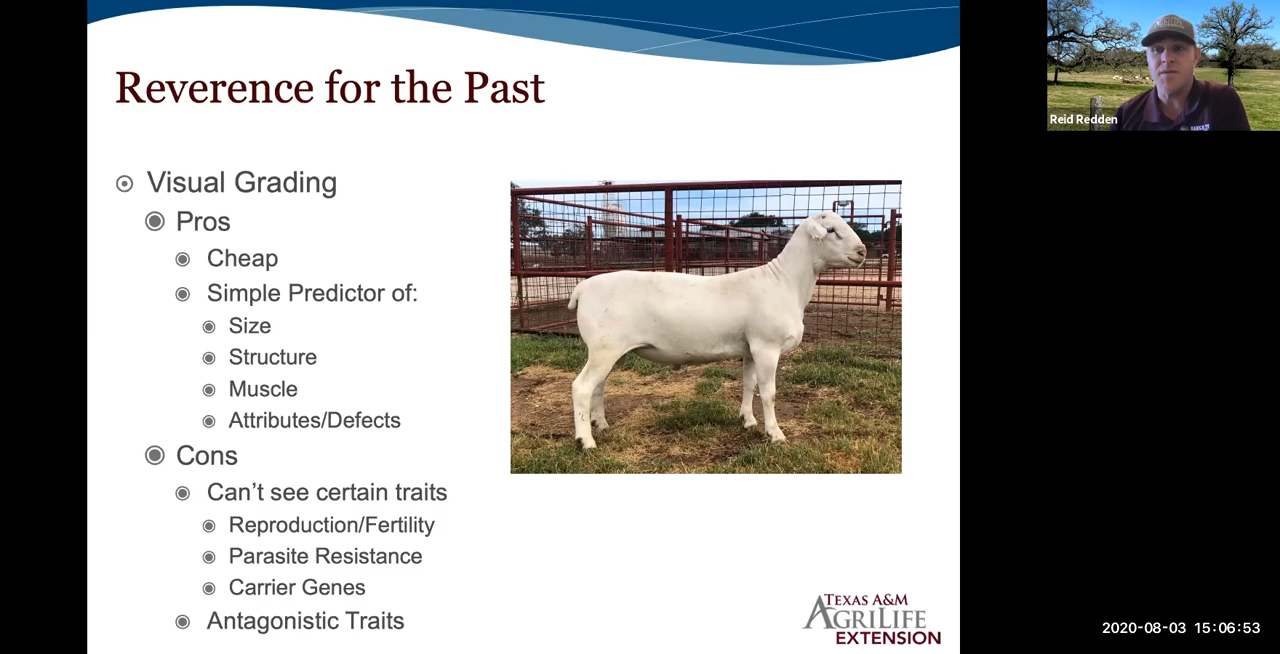 Reverence for the Past
Visual Grading
Pros
Cheap
Simple Predictor of:
Size
Structure
Muscle
Attributes/Defects
Cons
Can't see certain traits
Reproduction/Fertility
Parasite Resistance
Carrier Genes
Antagonistic Traits
TEXAS A&M
AGRILIFE
EXTENSION
Reid Redden
2020-08-03 15:06:53